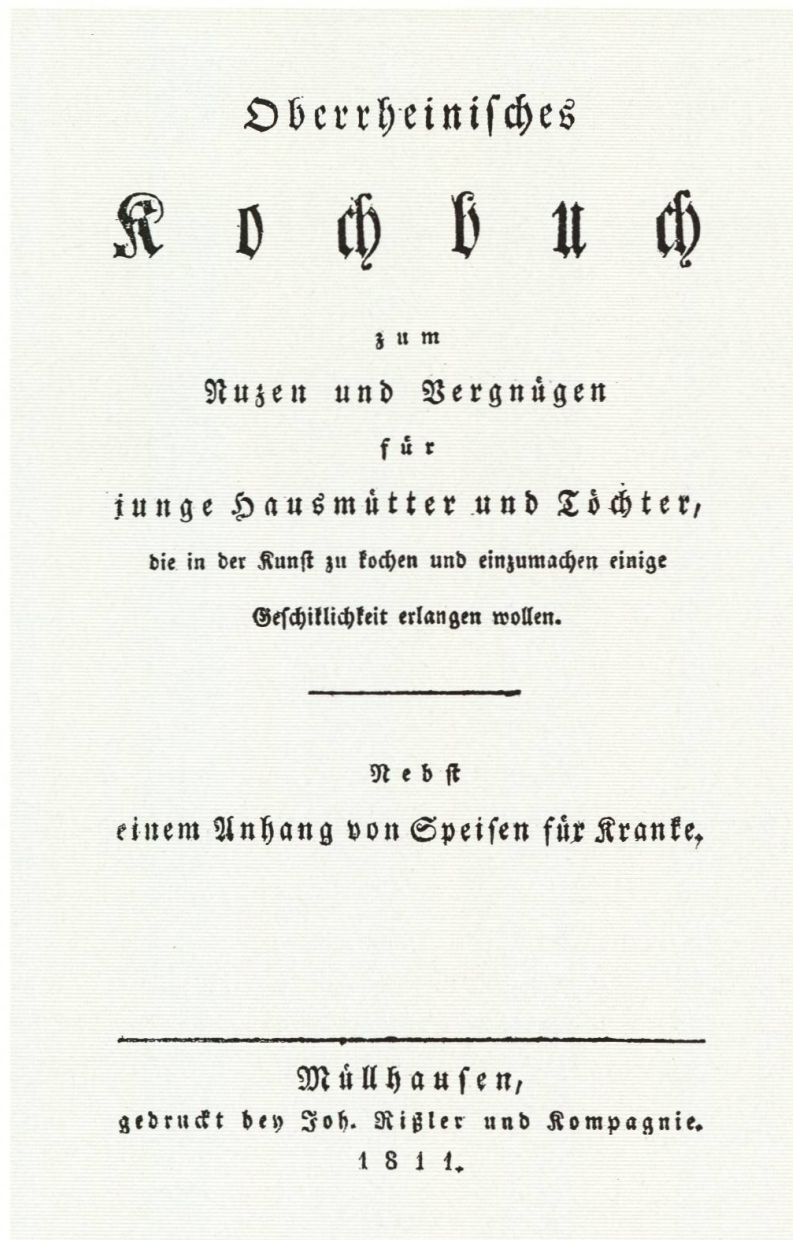 Oberrheinisches
Kochbuch
zum
Nuzen und Vergnügen
für
junge Hausmütter und Töchter,
die in der Kunst zu kochen und einzumachen einige
Geschiklichkeit erlangen wollen.
Nebst
einem Anhang von Speisen für Kranke.
Müllhausen,
gedruckt bey Joh. Rißler und Kompagnie.
1811.